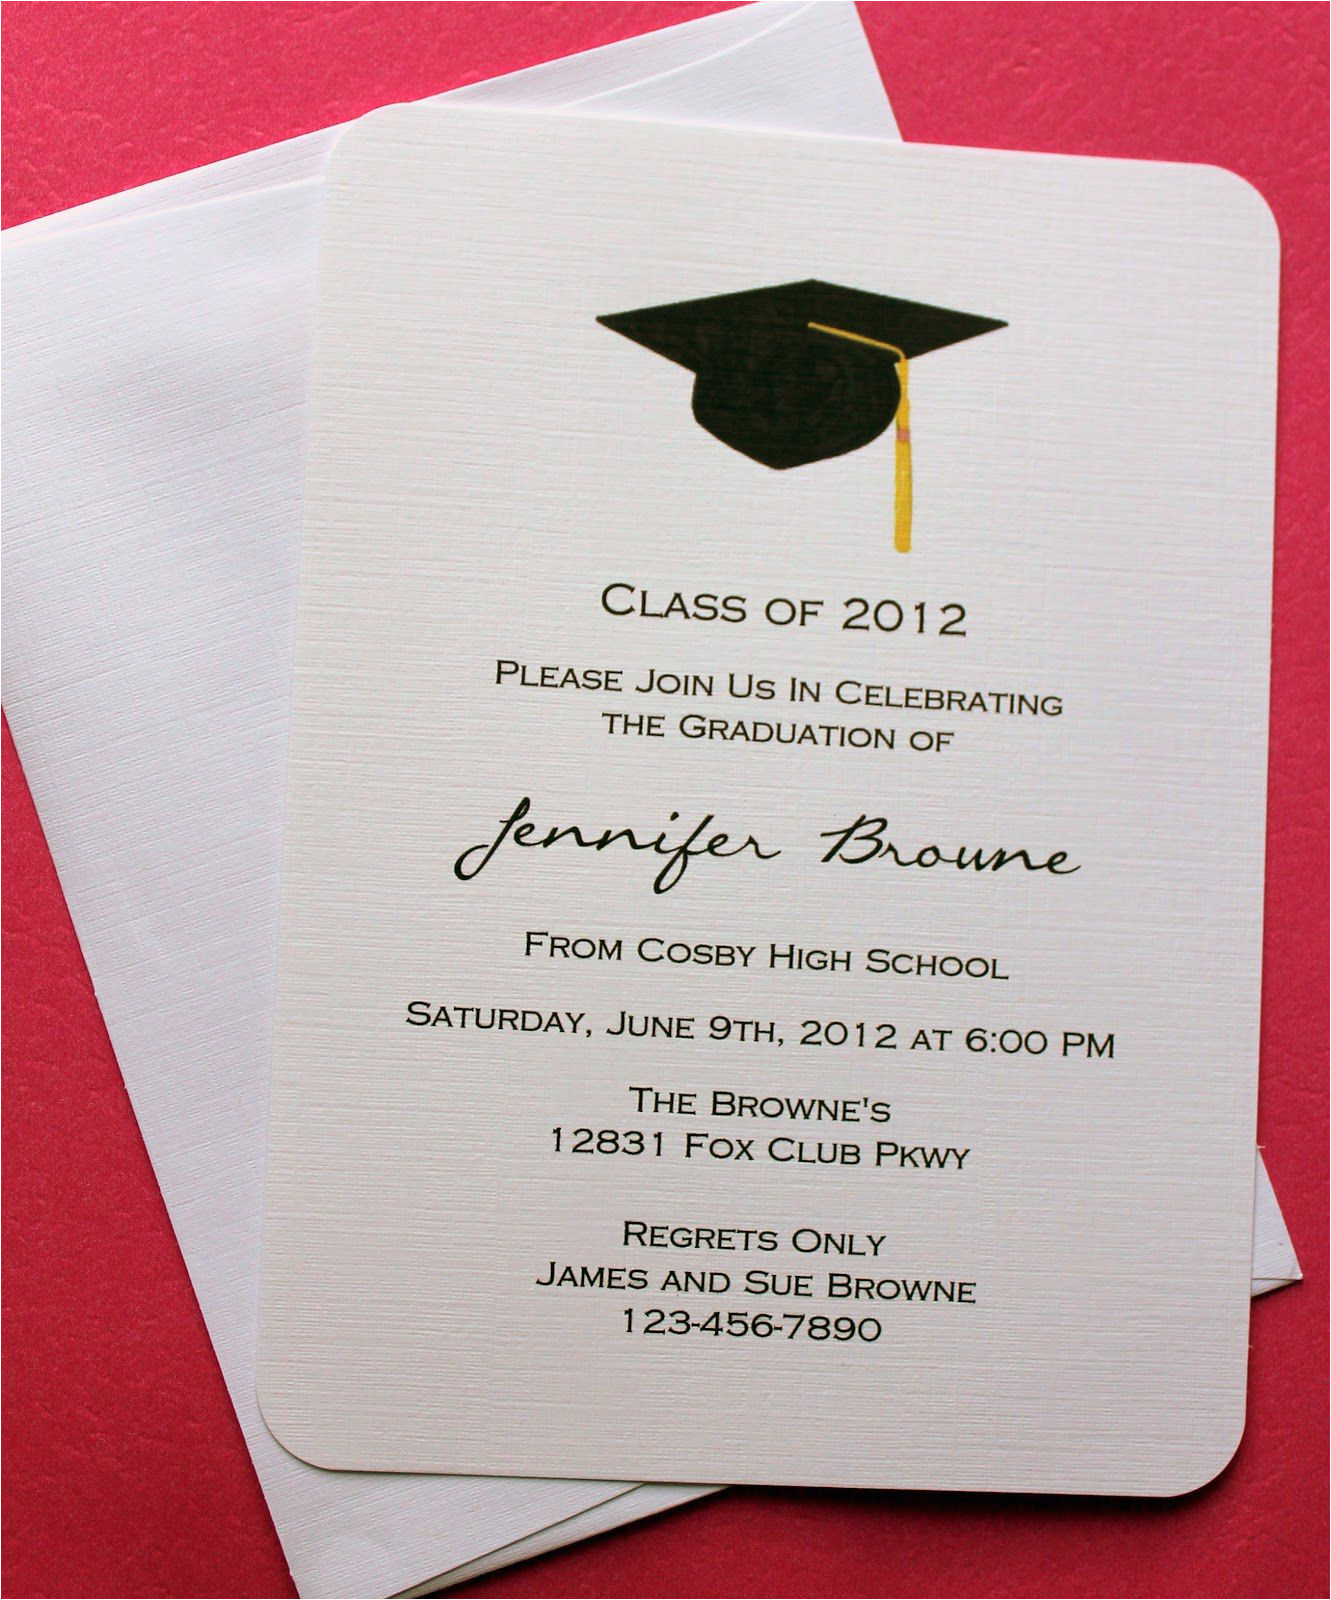 Class of 2012
Please Join Us In Celebrating
the Graduation of
Jennifer Browne
From Cosby High School
Saturday, June 9th, 2012 at 6:00 pm
The Browne's
12831 Fox Club Pkwy
Regrets Only
James and Sue Browne
123-456-7890